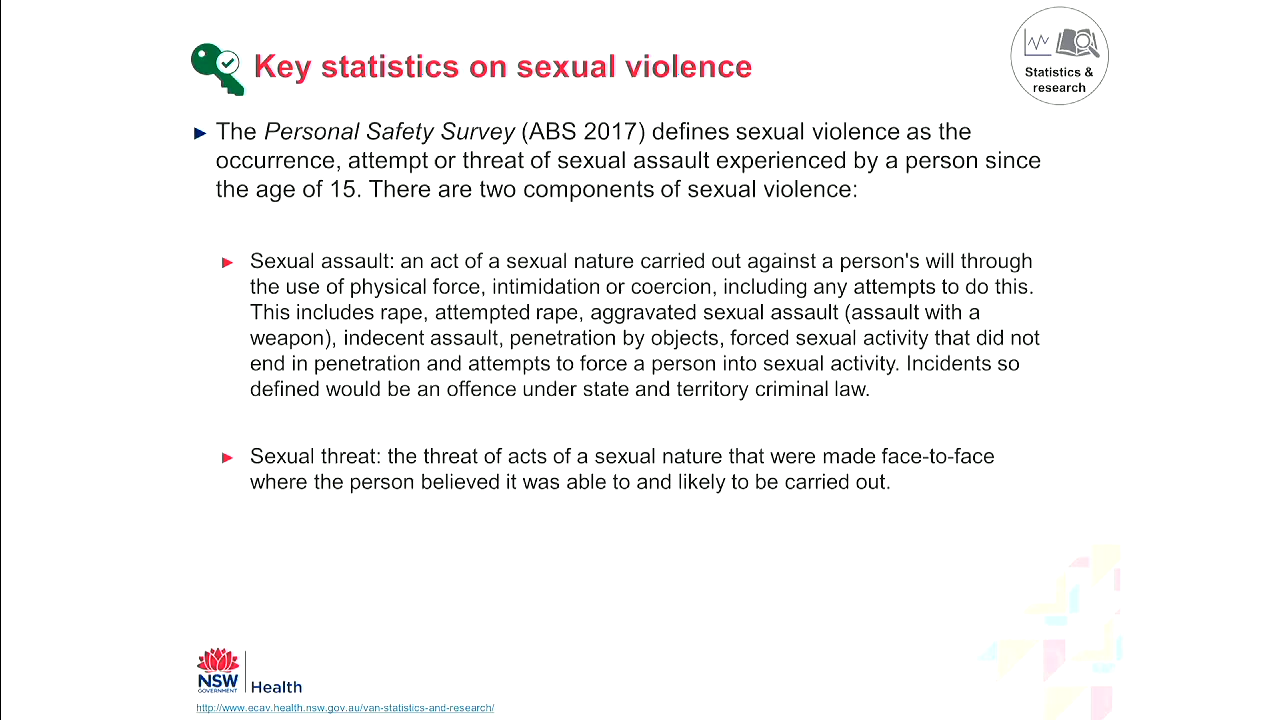 Key statistics on sexual violence
Statistics &
research
► The Personal Safety Survey (ABS 2017) defines sexual violence as the
occurrence, attempt or threat of sexual assault experienced by a person since
the age of 15. There are two components of sexual violence:
► Sexual assault: an act of a sexual nature carried out against a person's will through
the use of physical force, intimidation or coercion, including any attempts to do this.
This includes rape, attempted rape, aggravated sexual assault (assault with a
weapon), indecent assault, penetration by objects, forced sexual activity that did not
end in penetration and attempts to force a person into sexual activity. Incidents so
defined would be an offence under state and territory criminal law.
► Sexual threat: the threat of acts of a sexual nature that were made face-to-face
where the person believed it was able to and likely to be carried out.
NSW
GOVERNMENT
Health
http://www.ecav.health.nsw.gov.au/van-statistics-and-research/